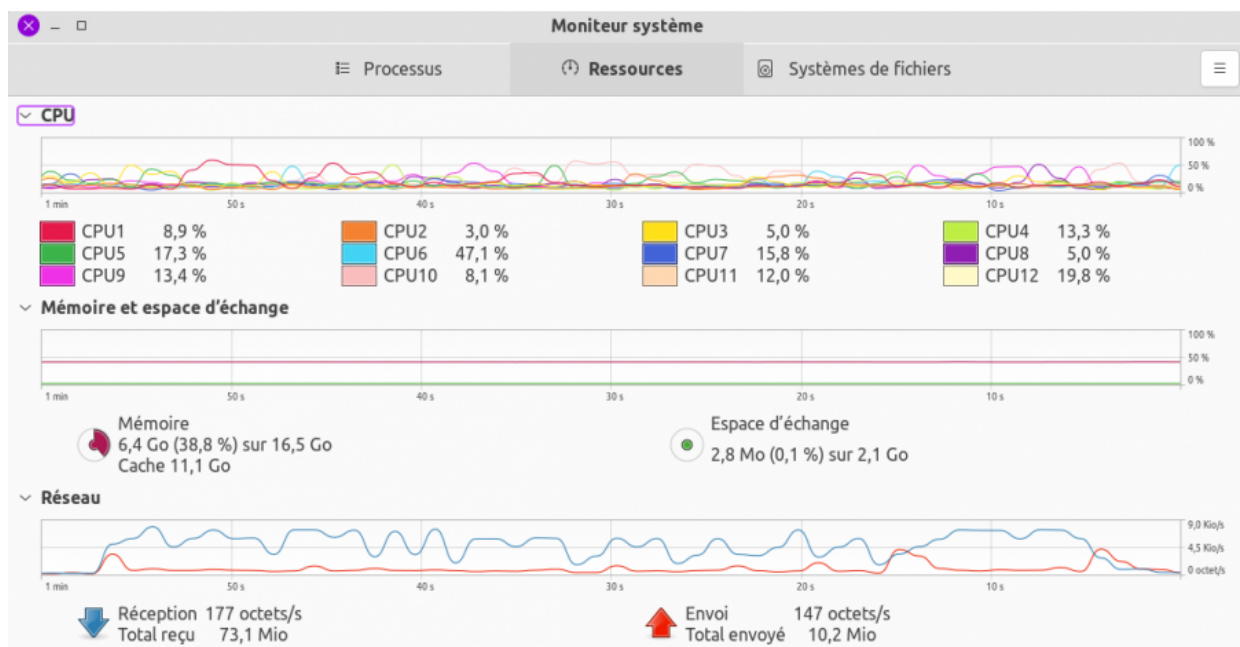 Moniteur système
Processus Ressources Systèmes de fichiers
CPU
100 %
50 %
0 %
1 min 50 s 40 s 30 s 20 s 10 s
CPU1 8,9 % CPU2 3,0 % CPU3 5,0 % CPU4 13,3 %
CPU5 17,3 % CPU6 47,1 % CPU7 15,8 % CPU8 5,0 %
CPU9 13,4 % CPU10 8,1 % CPU11 12,0 % CPU12 19,8 %
Mémoire et espace d'échange
100 %
50 %
0 %
1 min 50 s 40 s 30 s 20 s 10 s
Mémoire Espace d'échange
6,4 Go (38,8 %) sur 16,5 Go 2,8 Mo (0,1 %) sur 2,1 Go
Cache 11,1 Go
Réseau
9,0 Kio/s
4,5 Kio/s
0 octet/s
1 min 50 s 40 s 30 s 20 s 10 s
Réception 177 octets/s Envoi 147 octets/s
Total reçu 73,1 Mio Total envoyé 10,2 Mio